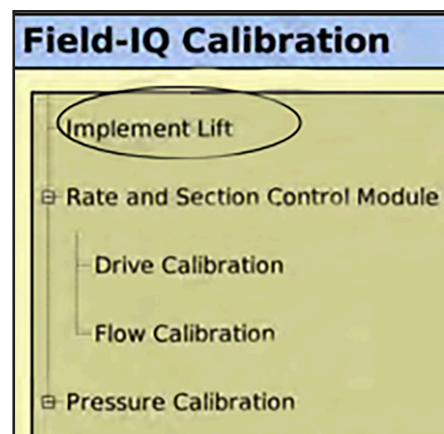 Field-IQ Calibration
Implement Lift
Rate and Section Control Module
Drive Calibration
Flow Calibration
Pressure Calibration